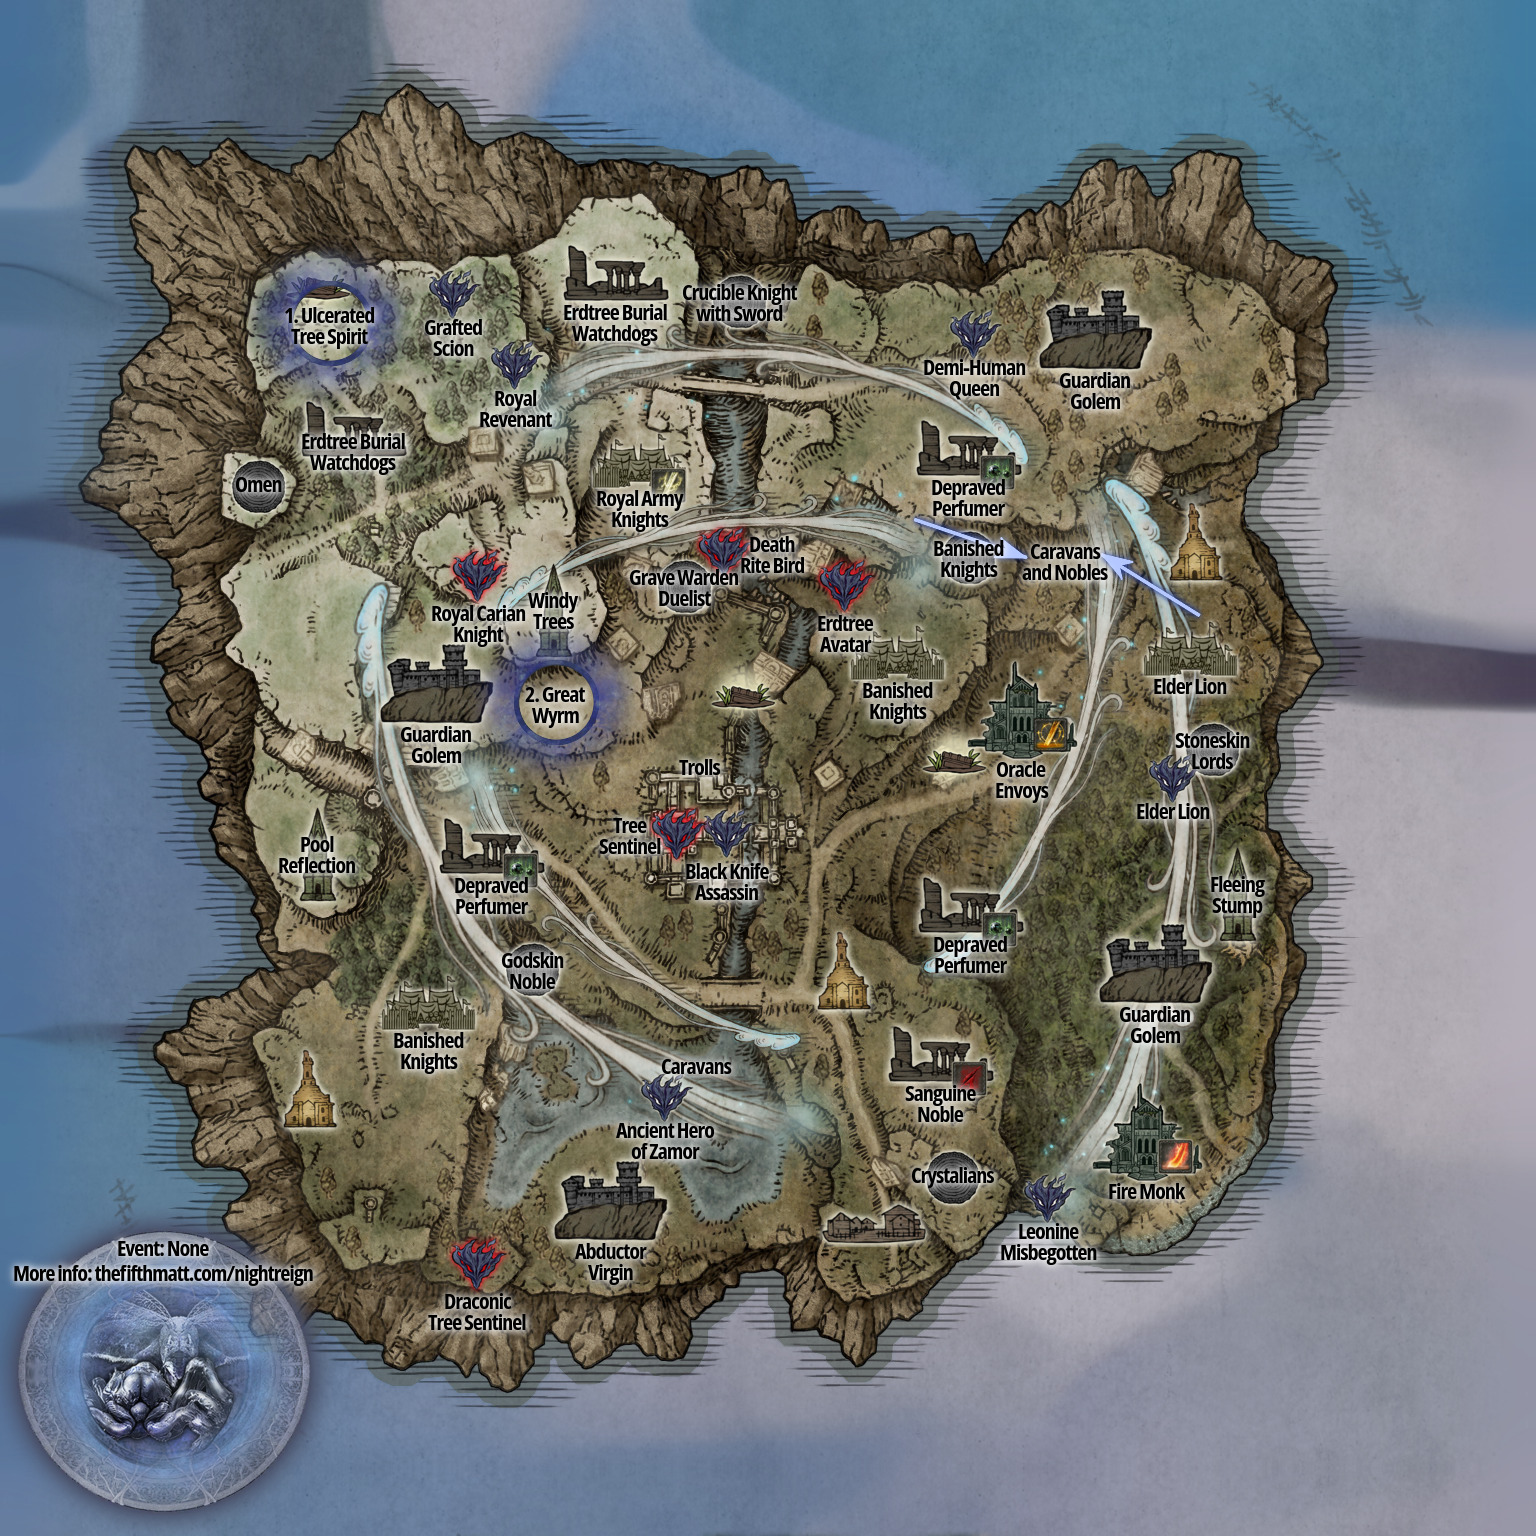 1. Ulcerated
Tree Spirit
Grafted
Scion
Erdtree Burial
Watchdogs
Crucible Knight
with Sword
Royal
Revenant
Demi-Human
Queen
Guardian
Golem
Erdtree Burial
Watchdogs
Omen
Royal Army
Knights
Depraved
Perfumer
Death
Rite Bird
Grave Warden
Duelist
Banished
Knights
Caravans
and Nobles
Royal Carian
Knight
Windy
Trees
Erdtree
Avatar
Banished
Knights
Elder Lion
2. Great
Wyrm
Guardian
Golem
Stoneskin
Lords
Oracle
Envoys
Trolls
Elder Lion
Tree
Sentinel
Black Knife
Assassin
Pool
Reflection
Depraved
Perfumer
Fleeing
Stump
Depraved
Perfumer
Godskin
Noble
Guardian
Golem
Banished
Knights
Caravans
Ancient Hero
of Zamor
Sanguine
Noble
Crystalians
Fire Monk
Leonine
Misbegotten
Abductor
Virgin
Draconic
Tree Sentinel
Event: None
More info: thefifthmatt.com/nightreign